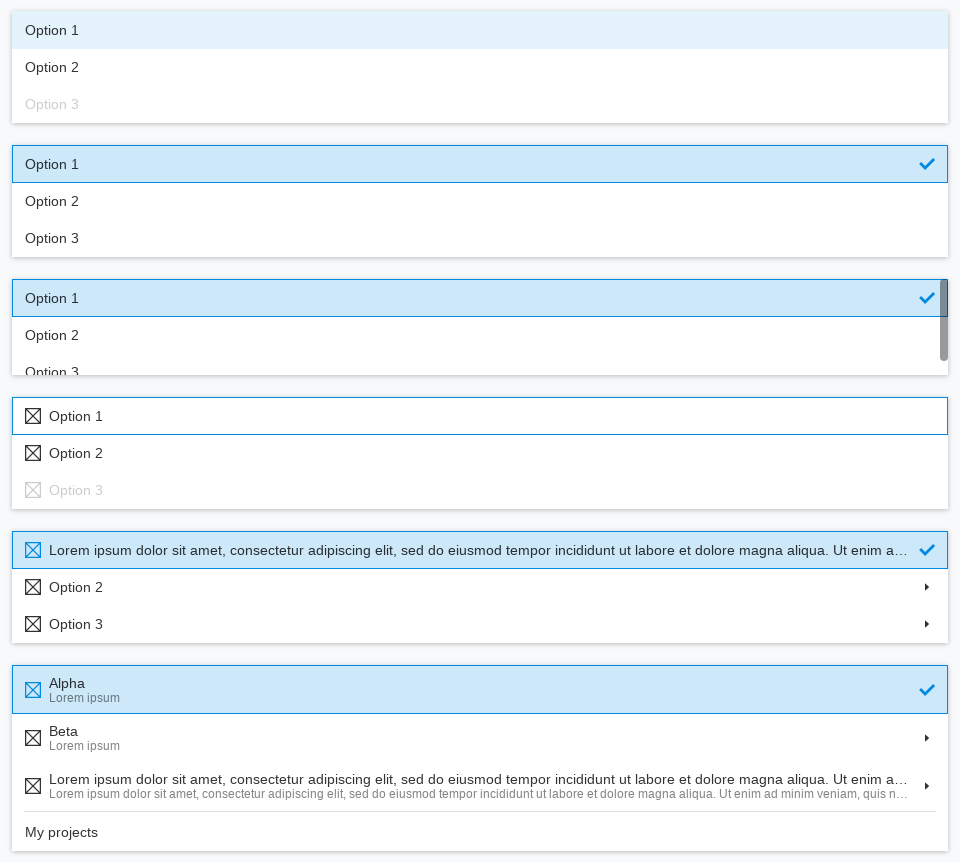 Option 1
Option 2
Option 3
Option 1
Option 2
Option 3
Option 1
Option 2
Option 3
Option 1
Option 2
Option 3
Lorem ipsum dolor sit amet, consectetur adipiscing elit, sed do eiusmod tempor incididunt ut labore et dolore magna aliqua. Ut enim a…
Option 2
Option 3
Alpha
Lorem ipsum
Beta
Lorem ipsum
Lorem ipsum dolor sit amet, consectetur adipiscing elit, sed do eiusmod tempor incididunt ut labore et dolore magna aliqua. Ut enim a…
Lorem ipsum dolor sit amet, consectetur adipiscing elit, sed do eiusmod tempor incididunt ut labore et dolore magna aliqua. Ut enim ad minim veniam, quis n…
My projects